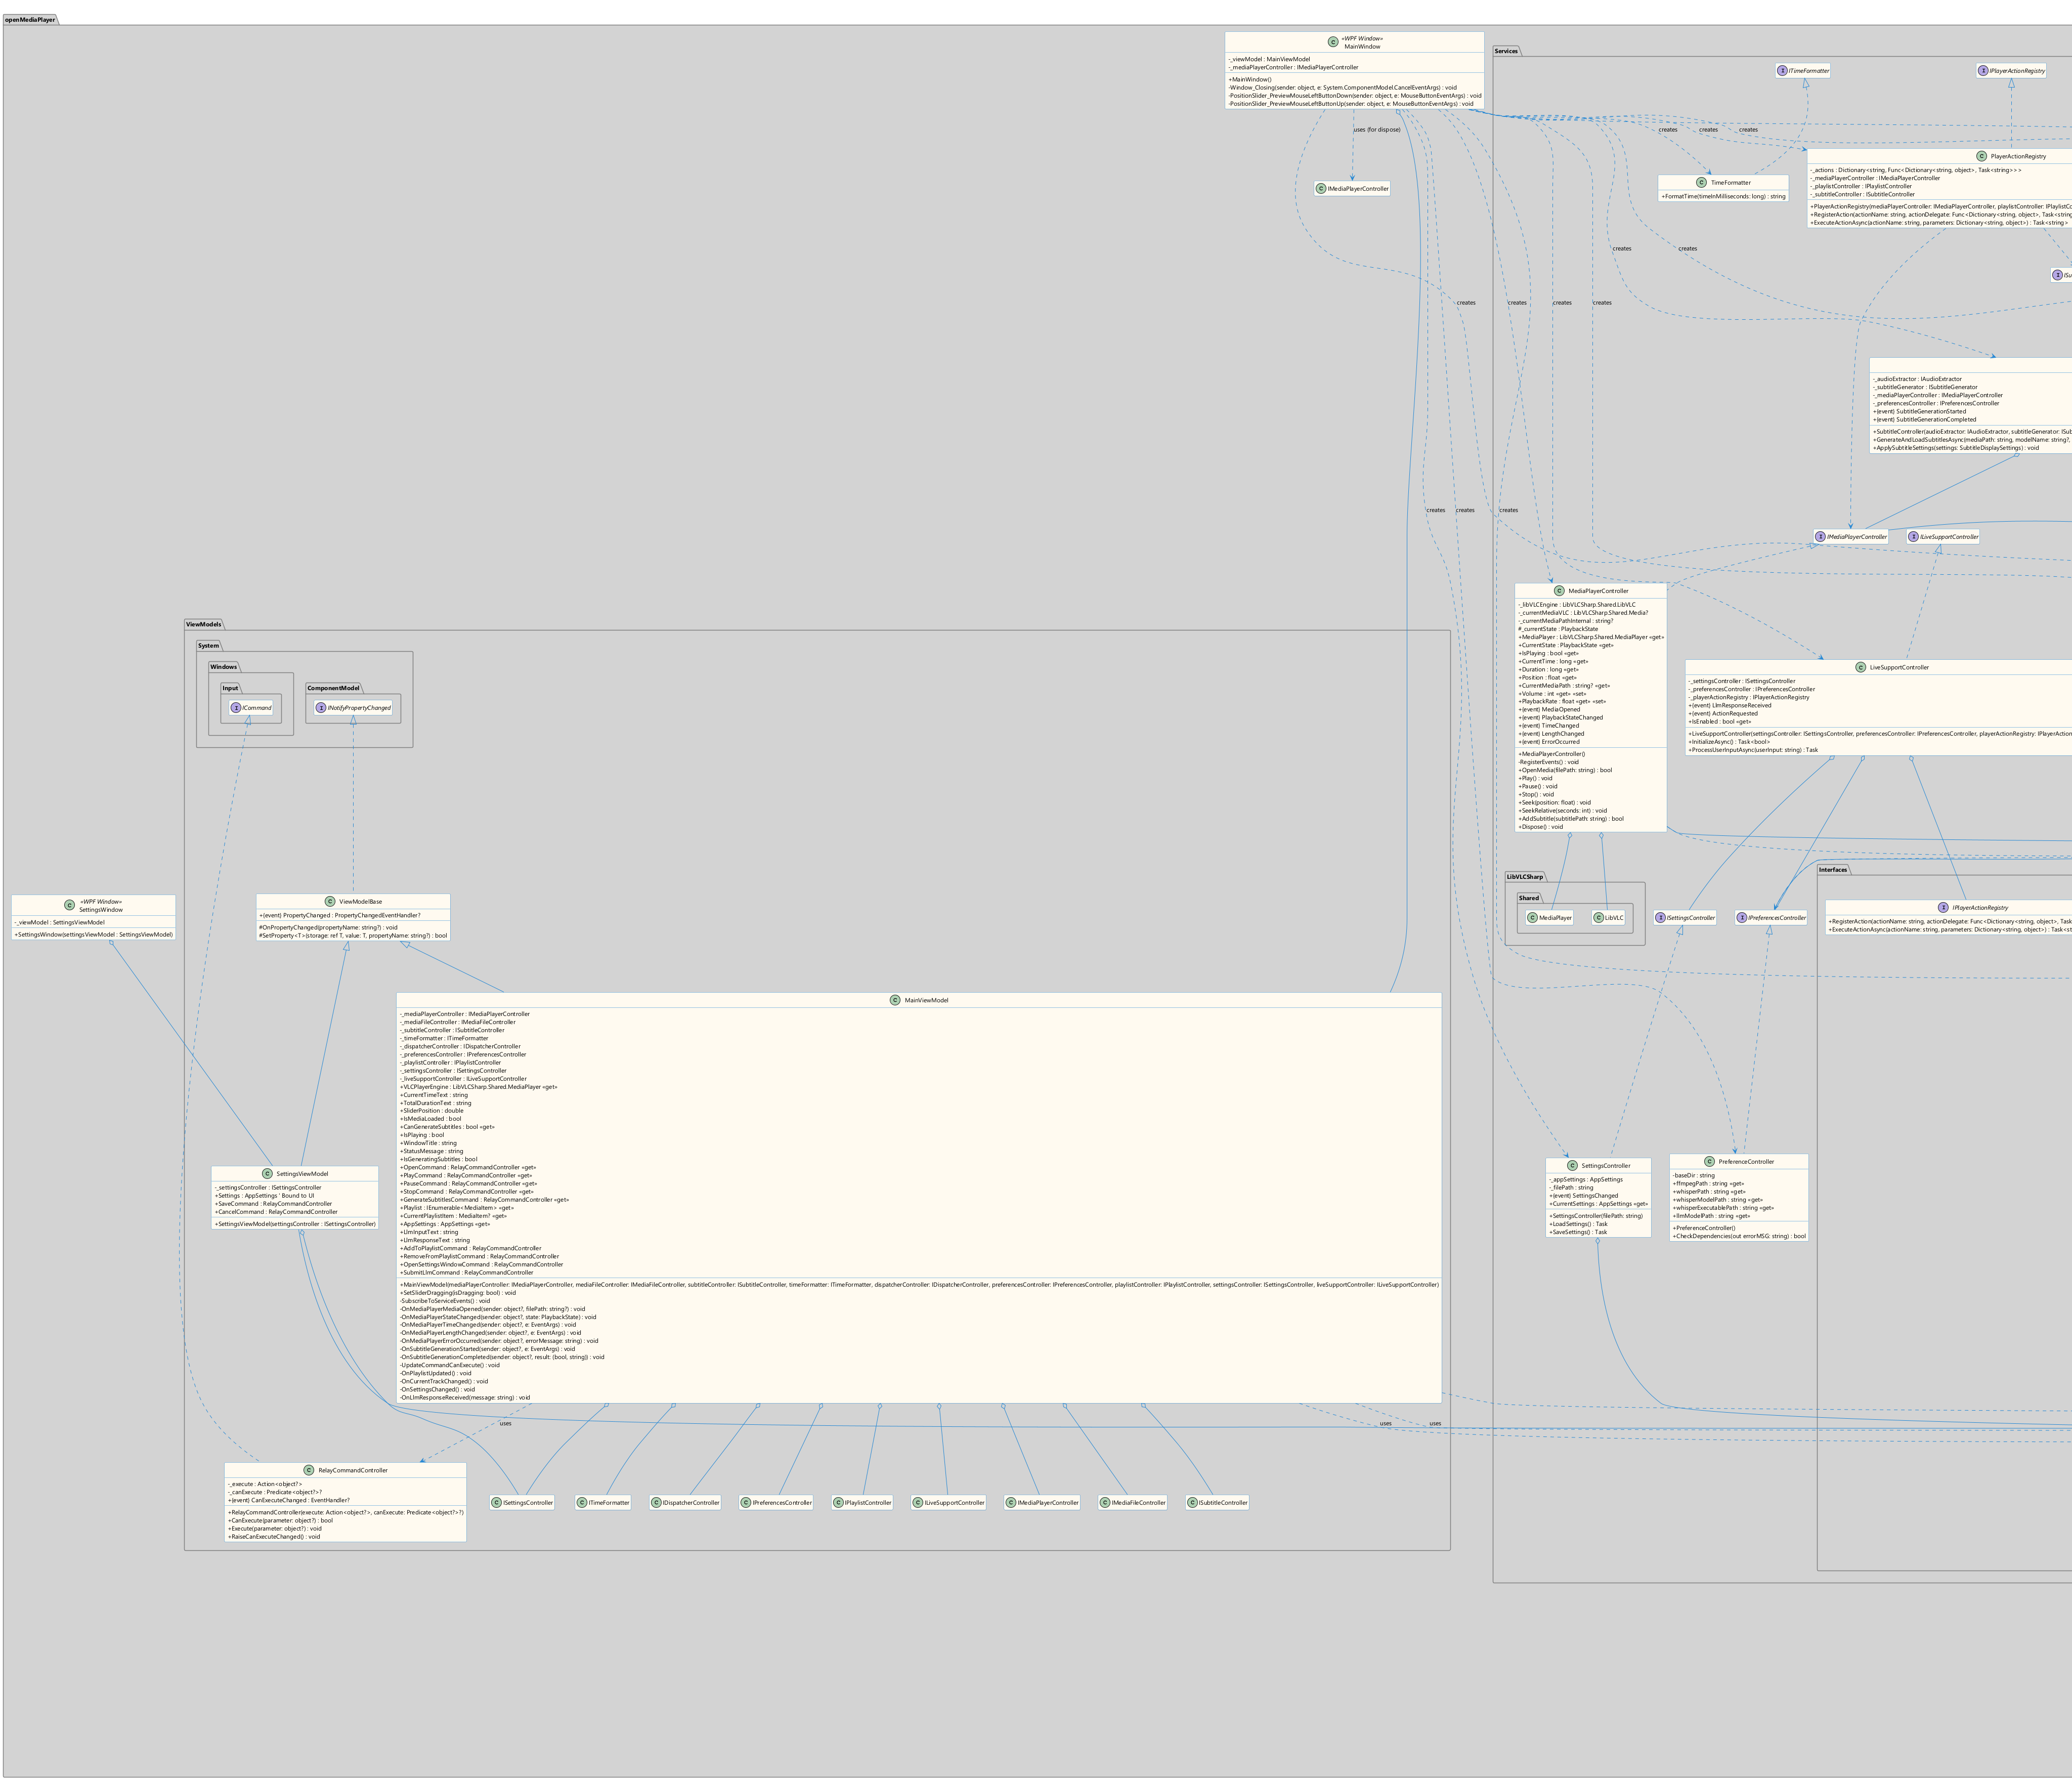 openMediaPlayer
«WPF Window»
MainWindow
-_viewModel : MainViewModel
-_mediaPlayerController : IMediaPlayerController
+MainWindow()
-Window_Closing(sender: object, e: System.ComponentModel.CancelEventArgs) : void
-PositionSlider_PreviewMouseLeftButtonDown(sender: object, e: MouseButtonEventArgs) : void
-PositionSlider_PreviewMouseLeftButtonUp(sender: object, e: MouseButtonEventArgs) : void
Services
ITimeFormatter
IPlayerActionRegistry
uses (for dispose)
creates
creates
creates
IMediaPlayerController
TimeFormatter
+FormatTime(timeInMilliseconds: long) : string
PlayerActionRegistry
-_actions : Dictionary<string, Func<Dictionary<string, object>, Task<string>>>
-_mediaPlayerController : IMediaPlayerController
-_playlistController : IPlaylistController
-_subtitleController : ISubtitleController
+PlayerActionRegistry(mediaPlayerController: IMediaPlayerController, playlistController: IPlaylistCo
+RegisterAction(actionName: string, actionDelegate: Func<Dictionary<string, object>, Task<string
+ExecuteActionAsync(actionName: string, parameters: Dictionary<string, object>) : Task<string>
creates
creates
ISu
creates
creates
creates
creates
-_audioExtractor : IAudioExtractor
-_subtitleGenerator : ISubtitleGenerator
-_mediaPlayerController : IMediaPlayerController
-_preferencesController : IPreferencesController
+(event) SubtitleGenerationStarted
+(event) SubtitleGenerationCompleted
+SubtitleController(audioExtractor: IAudioExtractor, subtitleGenerator: ISub
+GenerateAndLoadSubtitlesAsync(mediaPath: string, modelName: string?,
+ApplySubtitleSettings(settings: SubtitleDisplaySettings) : void
creates
creates
creates
IMediaPlayerController
ILiveSupportController
MediaPlayerController
-_libVLCEngine : LibVLCSharp.Shared.LibVLC
-_currentMediaVLC : LibVLCSharp.Shared.Media?
-_currentMediaPathInternal : string?
#_currentState : PlaybackState
+MediaPlayer : LibVLCSharp.Shared.MediaPlayer «get»
+CurrentState : PlaybackState «get»
+IsPlaying : bool «get»
+CurrentTime : long «get»
+Duration : long «get»
+Position : float «get»
+CurrentMediaPath : string? «get»
+Volume : int «get» «set»
+PlaybackRate : float «get» «set»
+(event) MediaOpened
+(event) PlaybackStateChanged
+(event) TimeChanged
+(event) LengthChanged
+(event) ErrorOccurred
+MediaPlayerController()
-RegisterEvents() : void
+OpenMedia(filePath: string) : bool
+Play() : void
+Pause() : void
+Stop() : void
+Seek(position: float) : void
+SeekRelative(seconds: int) : void
+AddSubtitle(subtitlePath: string) : bool
+Dispose() : void
LiveSupportController
-_settingsController : ISettingsController
-_preferencesController : IPreferencesController
-_playerActionRegistry : IPlayerActionRegistry
+(event) LlmResponseReceived
+(event) ActionRequested
+IsEnabled : bool «get»
+LiveSupportController(settingsController: ISettingsController, preferencesController: IPreferencesController, playerActionRegistry: IPlayerAction
+InitializeAsync() : Task<bool>
+ProcessUserInputAsync(userInput: string) : Task
ViewModels
System
Windows
Input
ICommand
ComponentModel
INotifyPropertyChanged
LibVLCSharp
Shared
MediaPlayer
LibVLC
ISettingsController
IPreferencesController
Interfaces
IPlayerActionRegistry
+RegisterAction(actionName: string, actionDelegate: Func<Dictionary<string, object>, Task
+ExecuteActionAsync(actionName: string, parameters: Dictionary<string, object>) : Task<st
«WPF Window»
SettingsWindow
-_viewModel : SettingsViewModel
+SettingsWindow(settingsViewModel : SettingsViewModel)
ViewModelBase
+(event) PropertyChanged : PropertyChangedEventHandler?
#OnPropertyChanged(propertyName: string?) : void
#SetProperty<T>(storage: ref T, value: T, propertyName: string?) : bool
MainViewModel
-_mediaPlayerController : IMediaPlayerController
-_mediaFileController : IMediaFileController
-_subtitleController : ISubtitleController
-_timeFormatter : ITimeFormatter
-_dispatcherController : IDispatcherController
-_preferencesController : IPreferencesController
-_playlistController : IPlaylistController
-_settingsController : ISettingsController
-_liveSupportController : ILiveSupportController
+VLCPlayerEngine : LibVLCSharp.Shared.MediaPlayer «get»
+CurrentTimeText : string
+TotalDurationText : string
+SliderPosition : double
+IsMediaLoaded : bool
+CanGenerateSubtitles : bool «get»
+IsPlaying : bool
+WindowTitle : string
+StatusMessage : string
+IsGeneratingSubtitles : bool
+OpenCommand : RelayCommandController «get»
+PlayCommand : RelayCommandController «get»
+PauseCommand : RelayCommandController «get»
+StopCommand : RelayCommandController «get»
+GenerateSubtitlesCommand : RelayCommandController «get»
+Playlist : IEnumerable<MediaItem> «get»
+CurrentPlaylistItem : MediaItem? «get»
+AppSettings : AppSettings «get»
+LlmInputText : string
+LlmResponseText : string
+AddToPlaylistCommand : RelayCommandController
+RemoveFromPlaylistCommand : RelayCommandController
+OpenSettingsWindowCommand : RelayCommandController
+SubmitLlmCommand : RelayCommandController
+MainViewModel(mediaPlayerController: IMediaPlayerController, mediaFileController: IMediaFileController, subtitleController: ISubtitleController, timeFormatter: ITimeFormatter, dispatcherController: IDispatcherController, preferencesController: IPreferencesController, playlistController: IPlaylistController, settingsController: ISettingsController, liveSupportController: ILiveSupportController)
+SetSliderDragging(isDragging: bool) : void
-SubscribeToServiceEvents() : void
-OnMediaPlayerMediaOpened(sender: object?, filePath: string?) : void
-OnMediaPlayerStateChanged(sender: object?, state: PlaybackState) : void
-OnMediaPlayerTimeChanged(sender: object?, e: EventArgs) : void
-OnMediaPlayerLengthChanged(sender: object?, e: EventArgs) : void
-OnMediaPlayerErrorOccurred(sender: object?, errorMessage: string) : void
-OnSubtitleGenerationStarted(sender: object?, e: EventArgs) : void
-OnSubtitleGenerationCompleted(sender: object?, result: (bool, string)) : void
-UpdateCommandCanExecute() : void
-OnPlaylistUpdated() : void
-OnCurrentTrackChanged() : void
-OnSettingsChanged() : void
-OnLlmResponseReceived(message: string) : void
SettingsViewModel
-_settingsController : ISettingsController
+Settings : AppSettings ' Bound to UI
+SaveCommand : RelayCommandController
+CancelCommand : RelayCommandController
+SettingsViewModel(settingsController : ISettingsController)
SettingsController
-_appSettings : AppSettings
-_filePath : string
+(event) SettingsChanged
+CurrentSettings : AppSettings «get»
+SettingsController(filePath: string)
+LoadSettings() : Task
+SaveSettings() : Task
PreferenceController
-baseDir : string
+ffmpegPath : string «get»
+whisperPath : string «get»
+whisperModelPath : string «get»
+whisperExecutablePath : string «get»
+llmModelPath : string «get»
+PreferenceController()
+CheckDependencies(out errorMSG: string) : bool
uses
uses
uses
RelayCommandController
-_execute : Action<object?>
-_canExecute : Predicate<object?>?
+(event) CanExecuteChanged : EventHandler?
+RelayCommandController(execute: Action<object?>, canExecute: Predicate<object?>?)
+CanExecute(parameter: object?) : bool
+Execute(parameter: object?) : void
+RaiseCanExecuteChanged() : void
ISettingsController
ITimeFormatter
IDispatcherController
IPreferencesController
IPlaylistController
ILiveSupportController
IMediaPlayerController
IMediaFileController
ISubtitleController